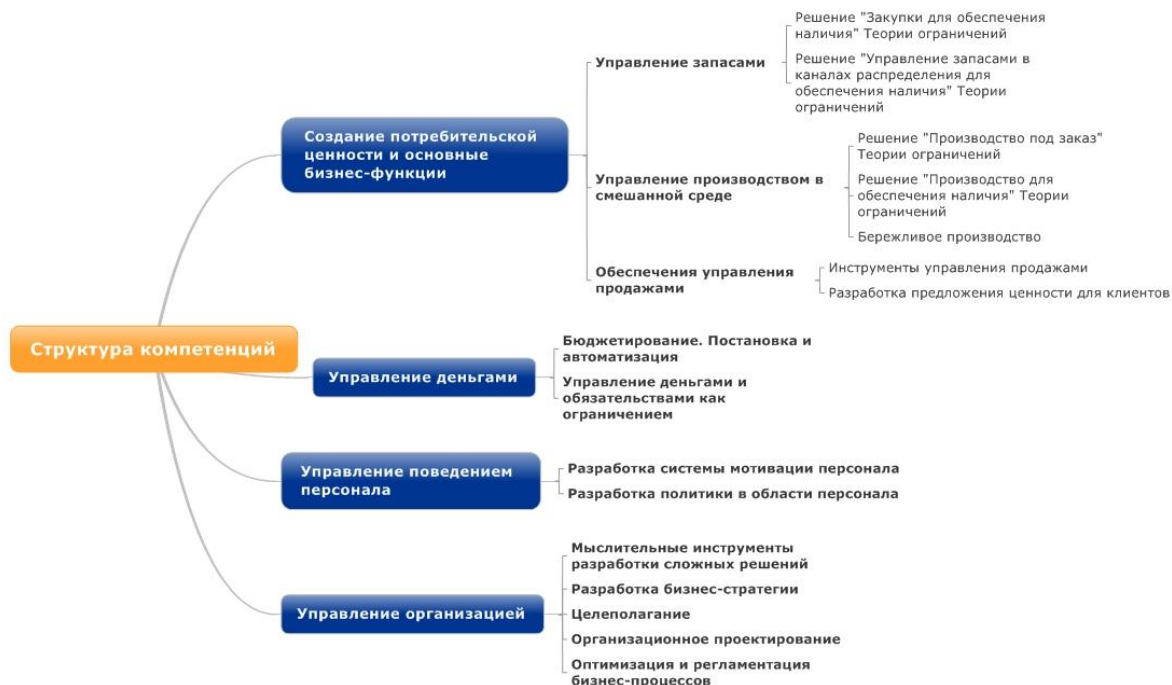 Структура компетенций
Создание потребительской
ценности и основные
бизнес-функции
Управление запасами
Решение "Закупки для обеспечения
наличия" Теории ограничений
Решение "Управление запасами в
каналах распределения для
обеспечения наличия" Теории
ограничений
Управление производством в
смешанной среде
Решение "Производство под заказ"
Теории ограничений
Решение "Производство для
обеспечения наличия" Теории
ограничений
Бережливое производство
Обеспечения управления
продажами
Инструменты управления продажами
Разработка предложения ценности для клиентов
Управление деньгами
Бюджетирование. Постановка и
автоматизация
Управление деньгами и
обязательствами как
ограничением
Управление поведением
персонала
Разработка системы мотивации персонала
Разработка политики в области персонала
Управление организацией
Мыслительные инструменты
разработки сложных решений
Разработка бизнес-стратегии
Целеполагание
Организационное проектирование
Оптимизация и регламентация
бизнес-процессов